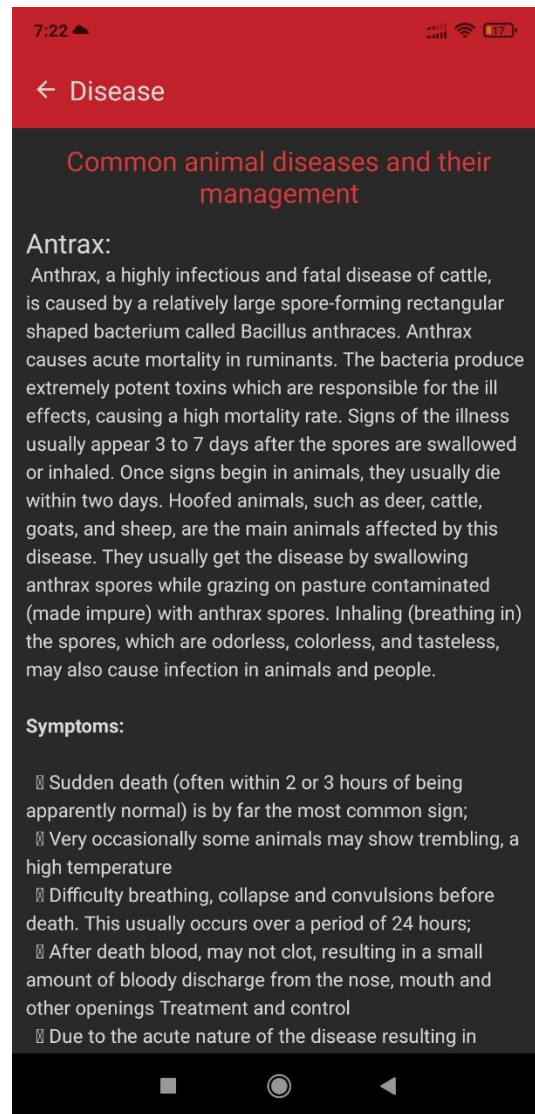 7:22
17
Disease
Common animal diseases and their
management
Antrax:
Anthrax, a highly infectious and fatal disease of cattle,
is caused by a relatively large spore-forming rectangular
shaped bacterium called Bacillus anthraces. Anthrax
causes acute mortality in ruminants. The bacteria produce
extremely potent toxins which are responsible for the ill
effects, causing a high mortality rate. Signs of the illness
usually appear 3 to 7 days after the spores are swallowed
or inhaled. Once signs begin in animals, they usually die
within two days. Hoofed animals, such as deer, cattle,
goats, and sheep, are the main animals affected by this
disease. They usually get the disease by swallowing
anthrax spores while grazing on pasture contaminated
(made impure) with anthrax spores. Inhaling (breathing in)
the spores, which are odorless, colorless, and tasteless,
may also cause infection in animals and people.
Symptoms:
Sudden death (often within 2 or 3 hours of being
apparently normal) is by far the most common sign;
Very occasionally some animals may show trembling, a
high temperature
Difficulty breathing, collapse and convulsions before
death. This usually occurs over a period of 24 hours;
After death blood, may not clot, resulting in a small
amount of bloody discharge from the nose, mouth and
other openings Treatment and control
Due to the acute nature of the disease resulting in